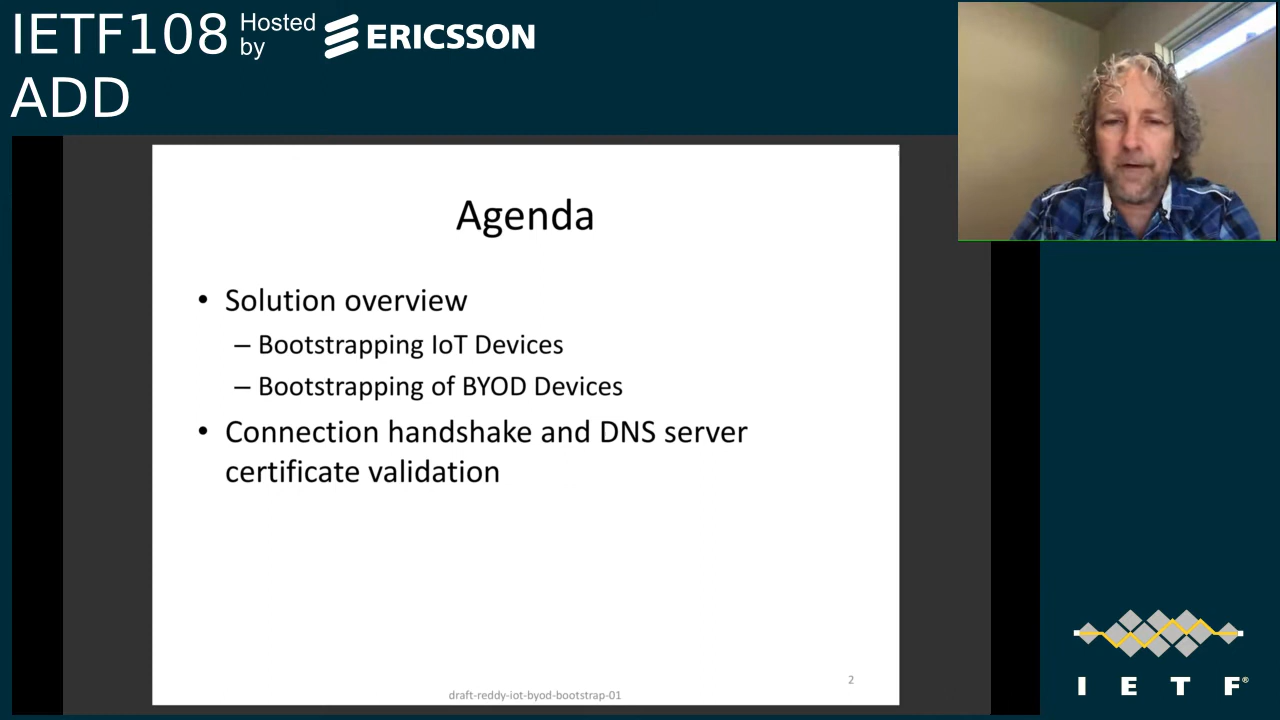 IETF108 Hosted by ERICSSON
ADD
Agenda
• Solution overview
– Bootstrapping IoT Devices
– Bootstrapping of BYOD Devices
• Connection handshake and DNS server
certificate validation
2
draft-reddy-iot-byod-bootstrap-01
I E T F®